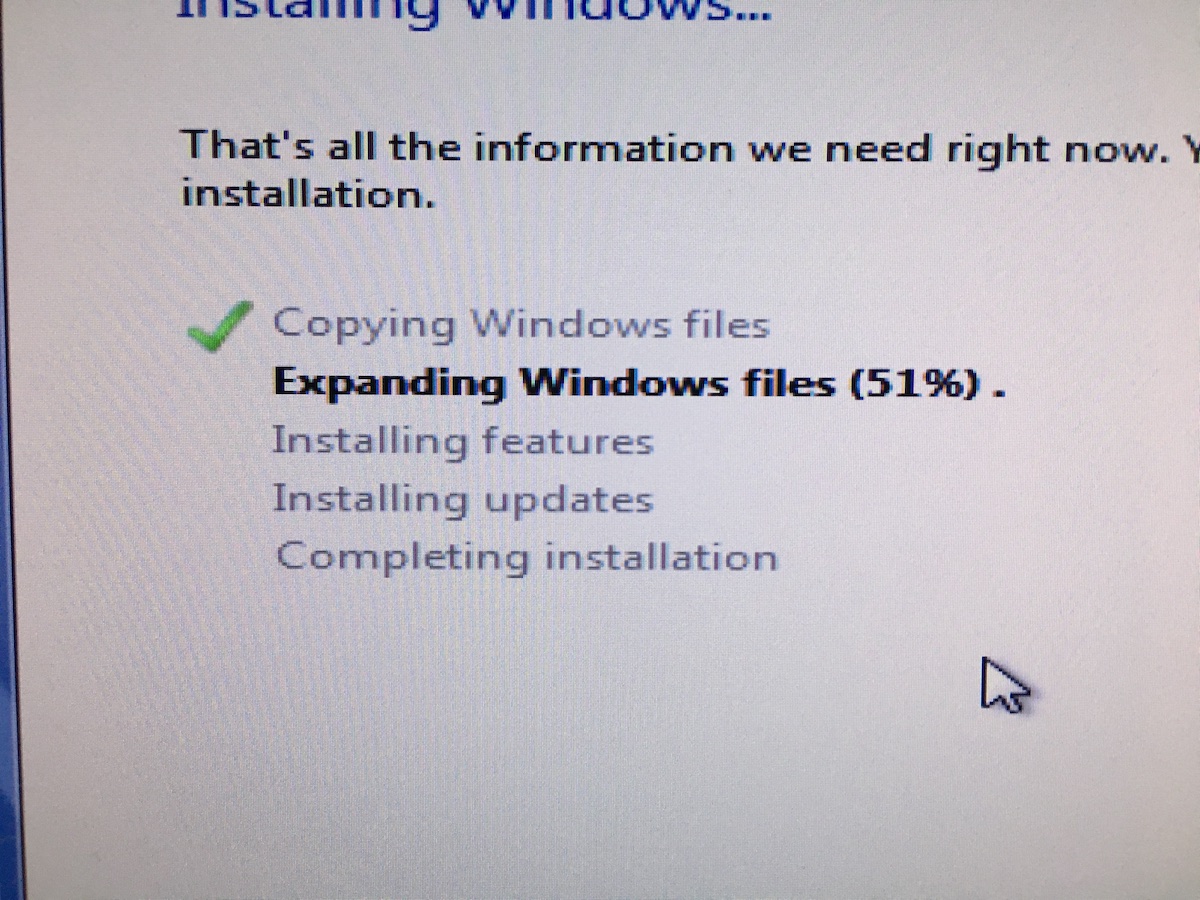 Installing Windows...
That's all the information we need right now. Y
installation.
Copying Windows files
Expanding Windows files (51%) .
Installing features
Installing updates
Completing installation